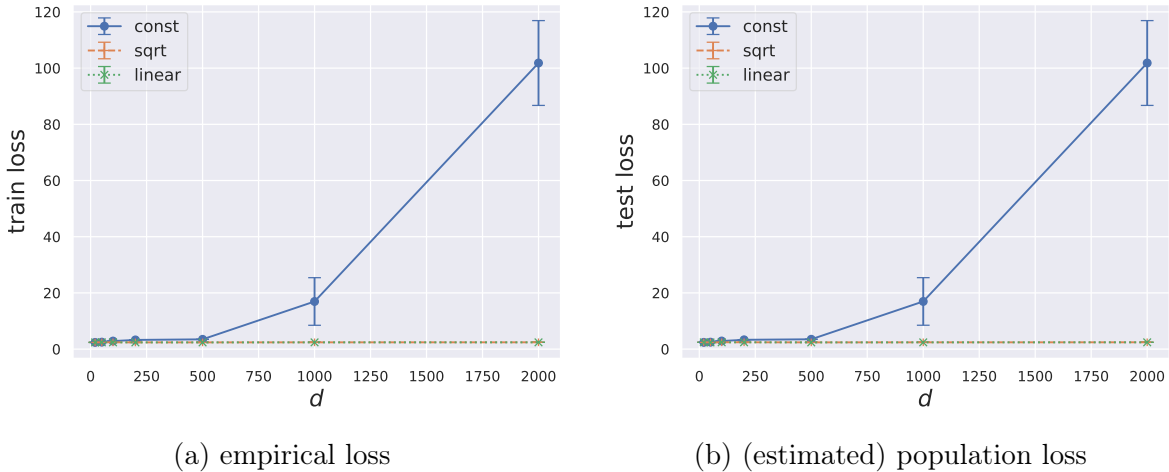 120
100
80
60
40
20
0
train loss
const
sqrt
linear
0 250 500 750 1000 1250 1500 1750 2000
d
(a) empirical loss
120
100
80
60
40
20
0
test loss
const
sqrt
linear
0 250 500 750 1000 1250 1500 1750 2000
d
(b) (estimated) population loss